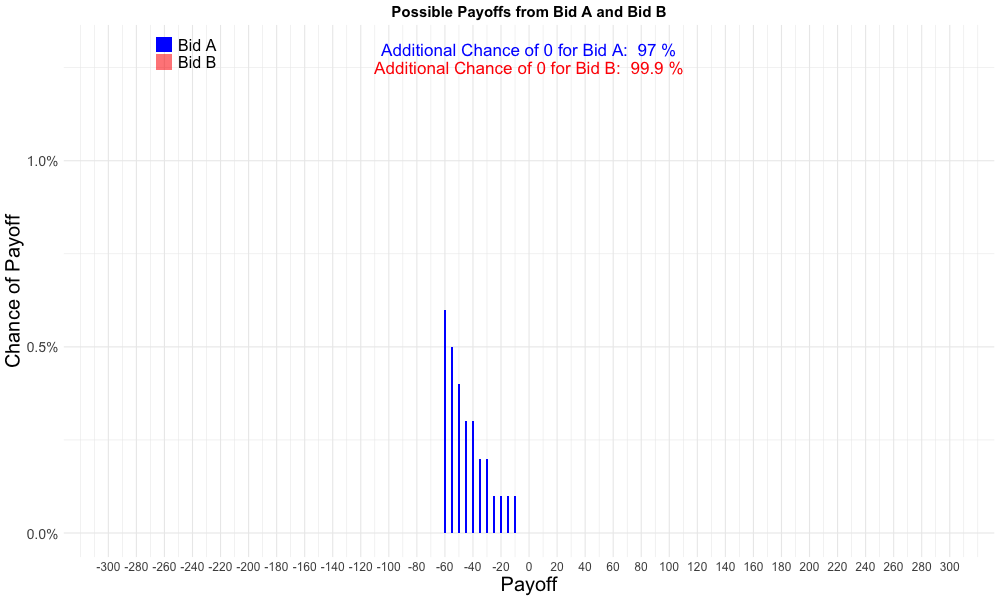 Possible Payoffs from Bid A and Bid B
Bid A
Bid B
Additional Chance of 0 for Bid A: 97 %
Additional Chance of 0 for Bid B: 99.9 %
Chance of Payoff
1.0%
0.5%
0.0%
-300 -280 -260 -240 -220 -200 -180 -160 -140 -120 -100 -80 -60 -40 -20 0 20 40 60 80 100 120 140 160 180 200 220 240 260 280 300
Payoff